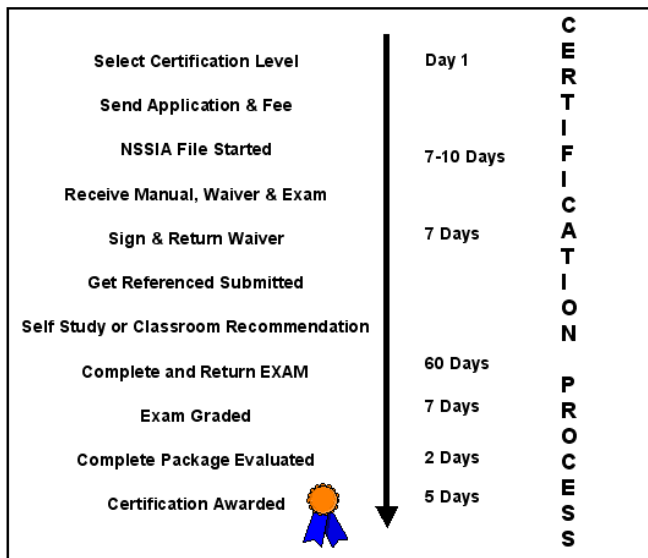 Select Certification Level
Day 1
Send Application & Fee
NSSIA File Started
7-10 Days
Receive Manual, Waiver & Exam
Sign & Return Waiver
7 Days
Get Referenced Submitted
Self Study or Classroom Recommendation
Complete and Return EXAM
60 Days
Exam Graded
7 Days
Complete Package Evaluated
2 Days
Certification Awarded
5 Days
CERTIFICATION PROCESS